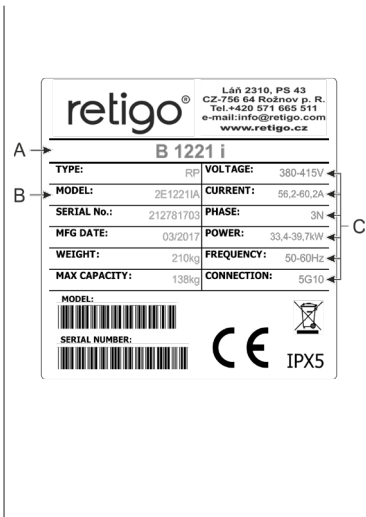 retigo®
Láň 2310, PS 43
CZ-756 64 Rožnov p. R.
Tel.+420 571 665 511
e-mail:info@retigo.com
www.retigo.cz
A
B 1221 i
TYPE: RP VOLTAGE: 380-415V
B MODEL: 2E1221IA CURRENT: 56,2-60,2A
SERIAL No.: 212781703 PHASE: 3N
C
MFG DATE: 03/2017 POWER: 33,4-39,7kW
WEIGHT: 210kg FREQUENCY: 50-60Hz
MAX CAPACITY: 138kg CONNECTION: 5G10
MODEL:
SERIAL NUMBER:
CE IPX5